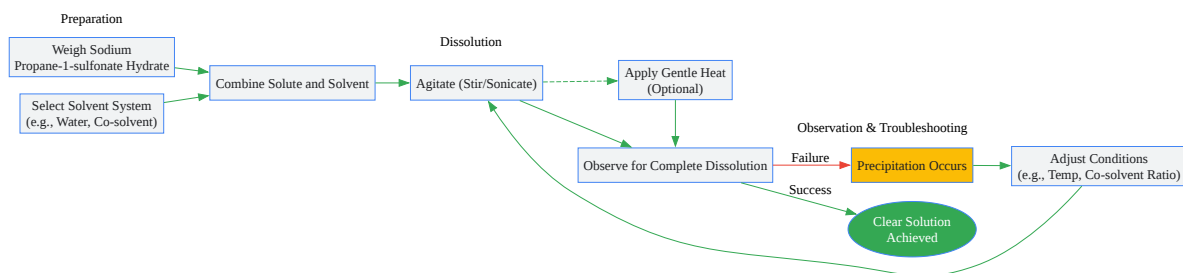 Preparation
Weigh Sodium
Propane-1-sulfonate Hydrate
Select Solvent System
(e.g., Water, Co-solvent)
Combine Solute and Solvent
Dissolution
Agitate (Stir/Sonicate)
Apply Gentle Heat
(Optional)
Observe for Complete Dissolution
Observation & Troubleshooting
Failure
Precipitation Occurs
Adjust Conditions
(e.g., Temp, Co-solvent Ratio)
Success
Clear Solution
Achieved